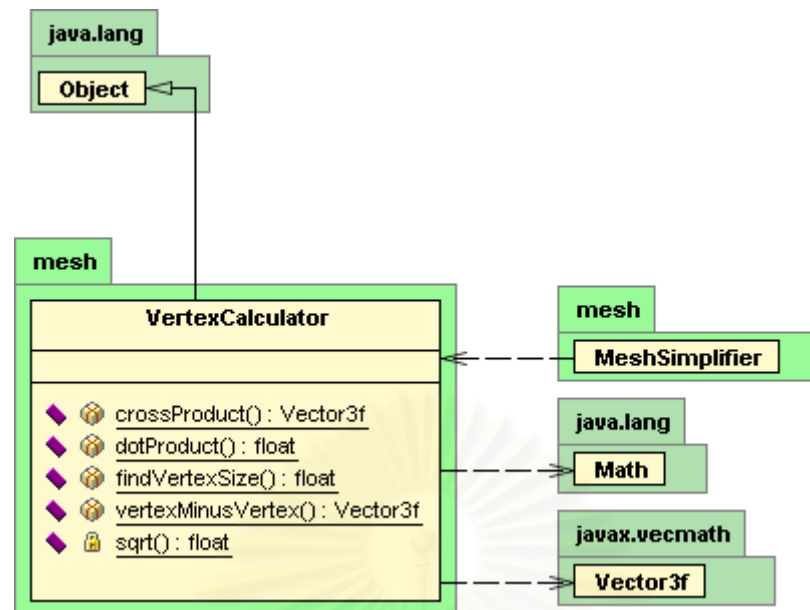 java.lang
Object
mesh
VertexCalculator
crossProduct() : Vector3f
dotProduct() : float
findVertexSize() : float
vertexMinusVertex() : Vector3f
sqrt() : float
mesh
MeshSimplifier
java.lang
Math
javax.vecmath
Vector3f